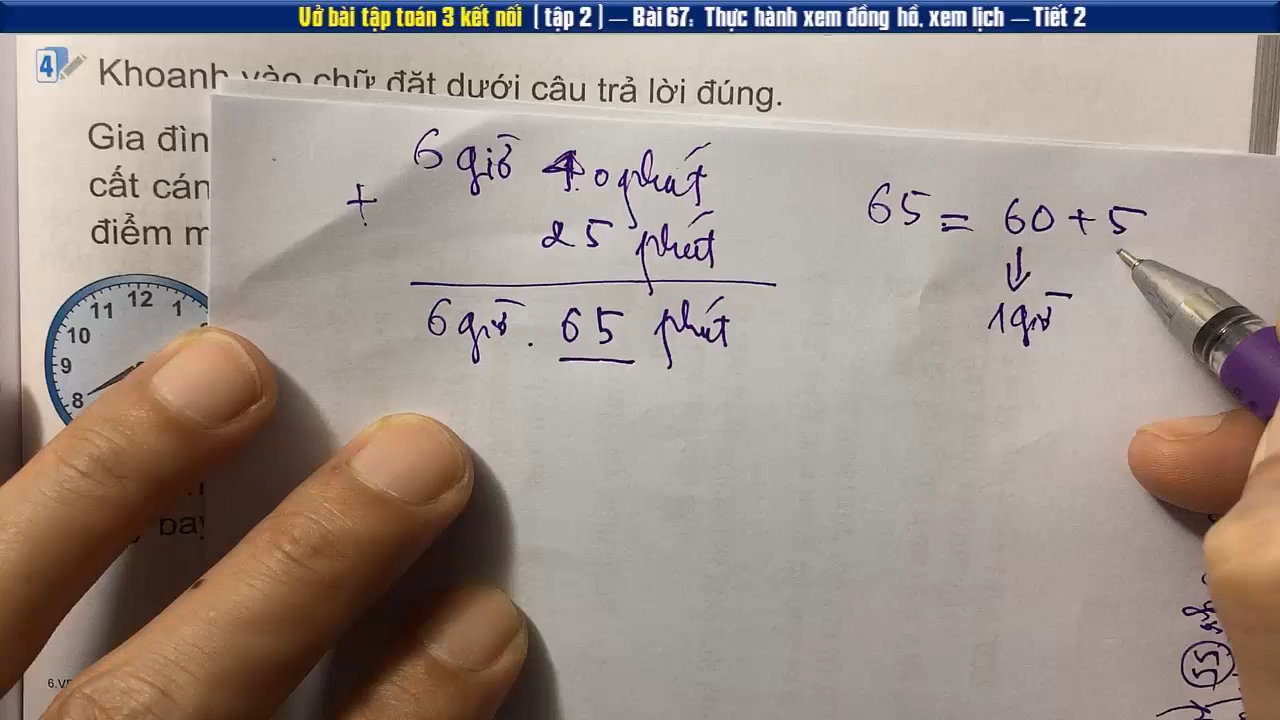 Vở bài tập toán 3 kết nối ( tập 2 ) – Bài 67: Thực hành xem đồng hồ, xem lịch – Tiết 2
4
Khoanh vào chữ đặt dưới câu trả lời đúng.
Gia đìn
cất cán
điểm m
12
11
1
10
9
8
bay
6 giờ 40 phút
+
25 phút
6 giờ. 65 phút
65 = 60 + 5
↓
1 giờ
55